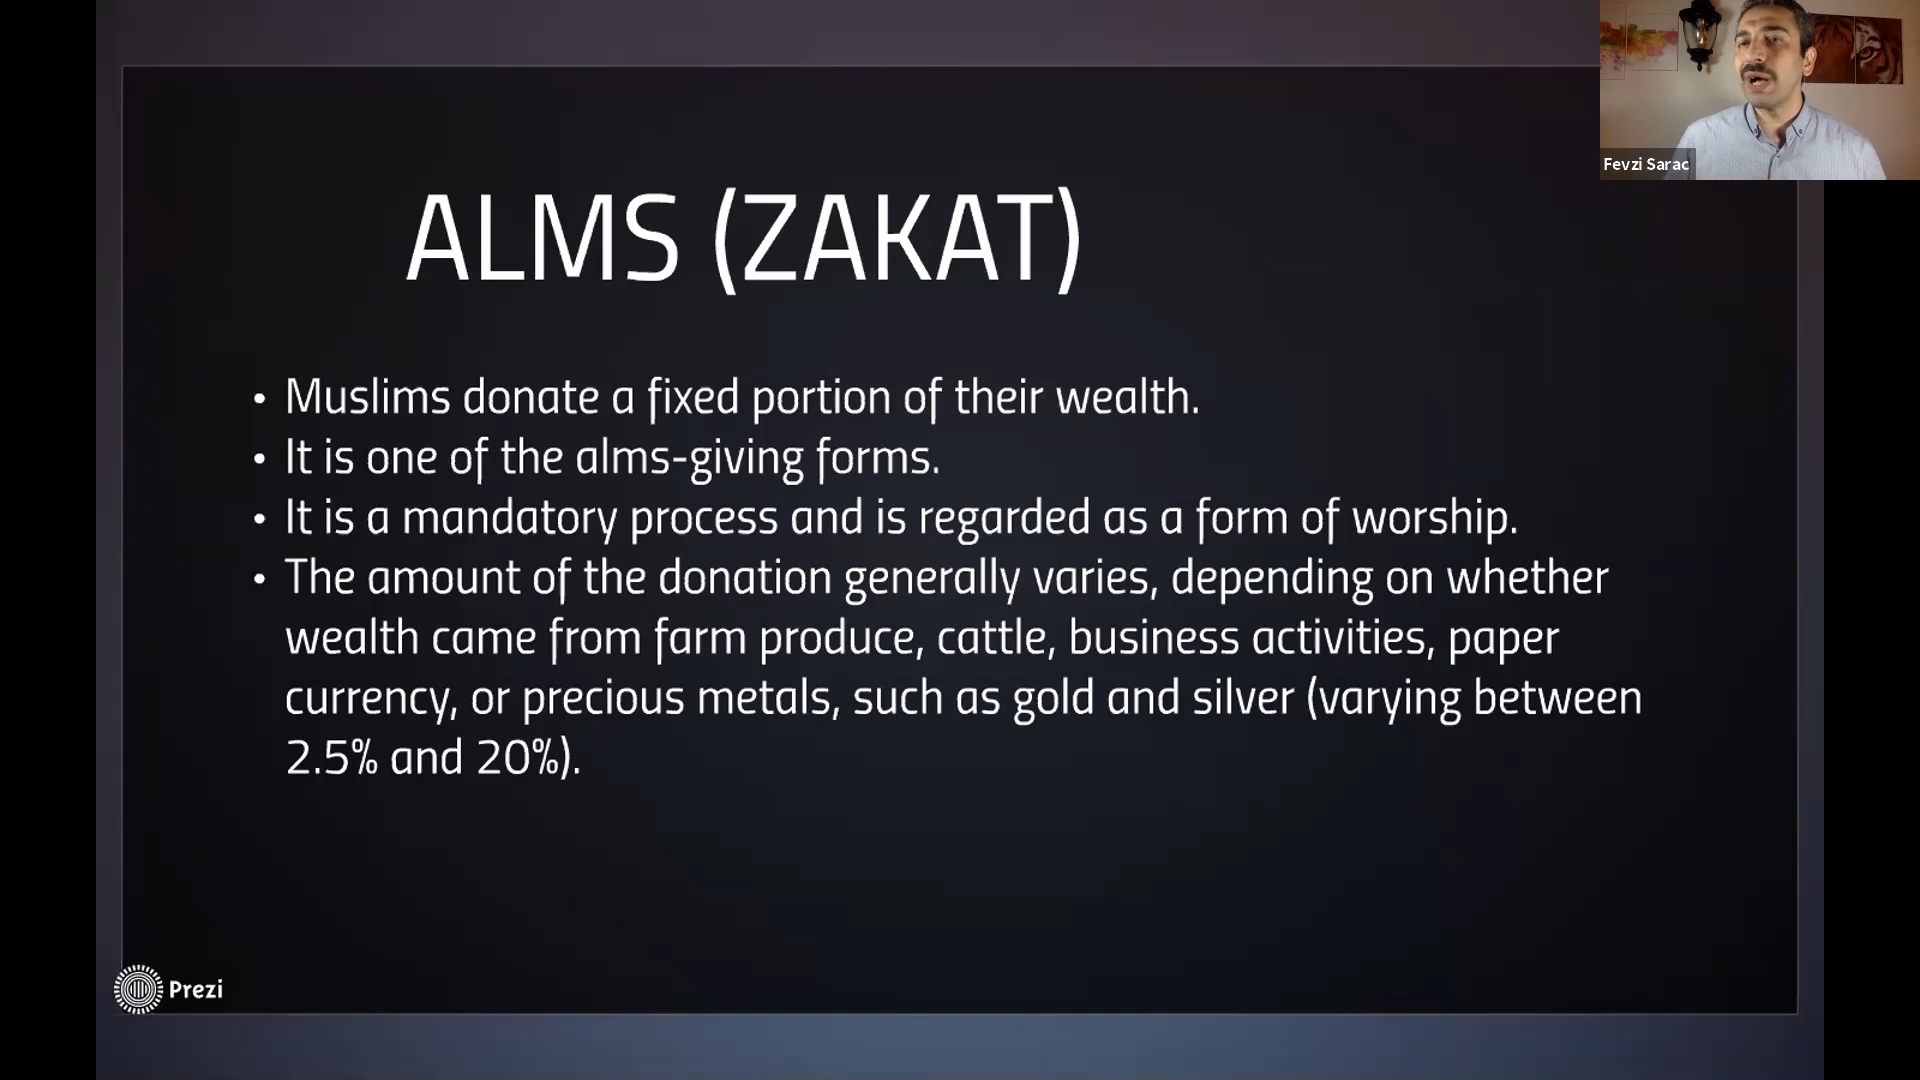 Fevzi Sarac
ALMS (ZAKAT)
• Muslims donate a fixed portion of their wealth.
• It is one of the alms-giving forms.
• It is a mandatory process and is regarded as a form of worship.
• The amount of the donation generally varies, depending on whether
wealth came from farm produce, cattle, business activities, paper
currency, or precious metals, such as gold and silver (varying between
2.5% and 20%).
Prezi